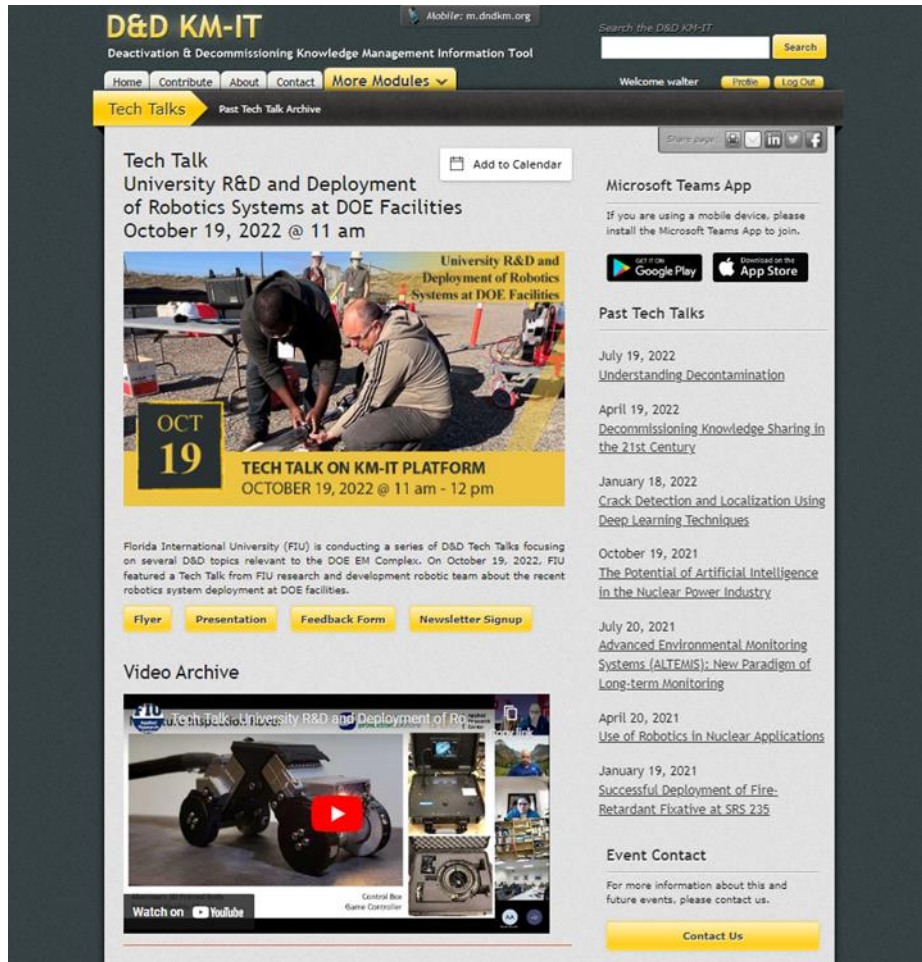 D&D KM-IT
Mobile: m.dndkm.org
Deactivation & Decommissioning Knowledge Management Information Tool
Search the D&D KM-IT
Search
Home Contribute About Contact More Modules
Welcome walter Profile Log Out
Tech Talks Past Tech Talk Archive
Share page:
Tech Talk
University R&D and Deployment
of Robotics Systems at DOE Facilities
October 19, 2022 @ 11 am
Add to Calendar
University R&D and
Deployment of Robotics
Systems at DOE Facilities
OCT
19
TECH TALK ON KM-IT PLATFORM
OCTOBER 19, 2022 @ 11 am - 12 pm
Florida International University (FIU) is conducting a series of D&D Tech Talks focusing
on several D&D topics relevant to the DOE EM Complex. On October 19, 2022, FIU
featured a Tech Talk from FIU research and development robotic team about the recent
robotics system deployment at DOE facilities.
Flyer Presentation Feedback Form Newsletter Signup
Video Archive
FIU
Tech Talk - University R&D and Deployment of Ro
Copy link
Control Box
Game Controller
Watch on YouTube
AA
Microsoft Teams App
If you are using a mobile device, please
install the Microsoft Teams App to join.
GET IT ON
Google Play
Download on the
App Store
Past Tech Talks
July 19, 2022
Understanding Decontamination
April 19, 2022
Decommissioning Knowledge Sharing in
the 21st Century
January 18, 2022
Crack Detection and Localization Using
Deep Learning Techniques
October 19, 2021
The Potential of Artificial Intelligence
in the Nuclear Power Industry
July 20, 2021
Advanced Environmental Monitoring
Systems (ALTEMIS): New Paradigm of
Long-term Monitoring
April 20, 2021
Use of Robotics in Nuclear Applications
January 19, 2021
Successful Deployment of Fire-
Retardant Fixative at SRS 235
Event Contact
For more information about this and
future events, please contact us.
Contact Us